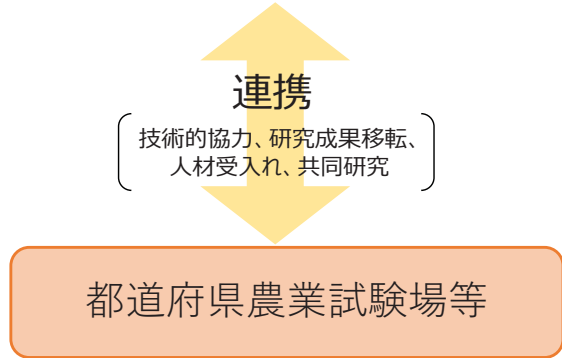 連携
技術的協力、研究成果移転、
人材受入れ、共同研究
都道府県農業試験場等